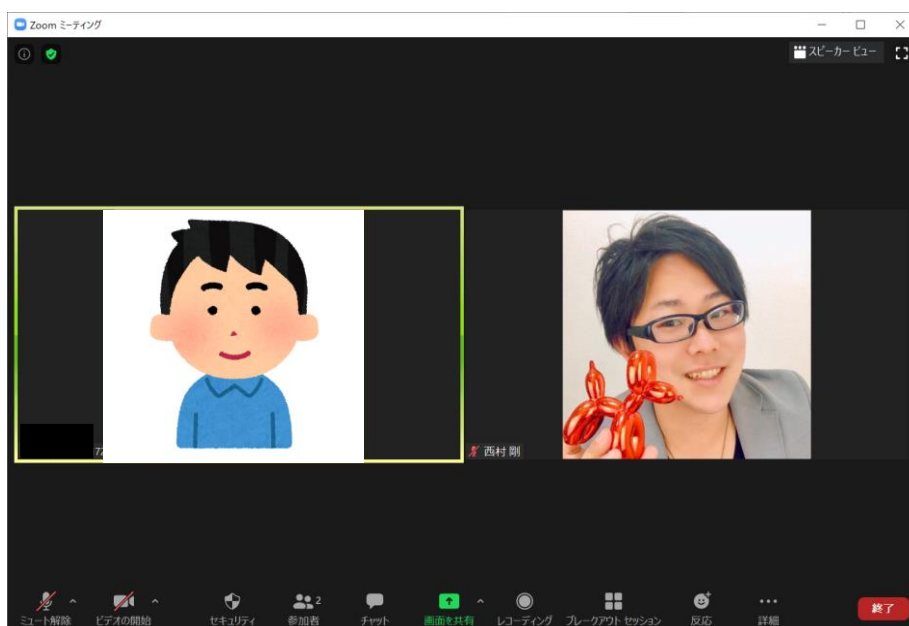 Zoom ミーティング
スピーカー ビュー
西村 剛
2
ミュート解除
ビデオの開始
セキュリティ
参加者
チャット
画面を共有
レコーディング
ブレークアウト セッション
反応
詳細
終了